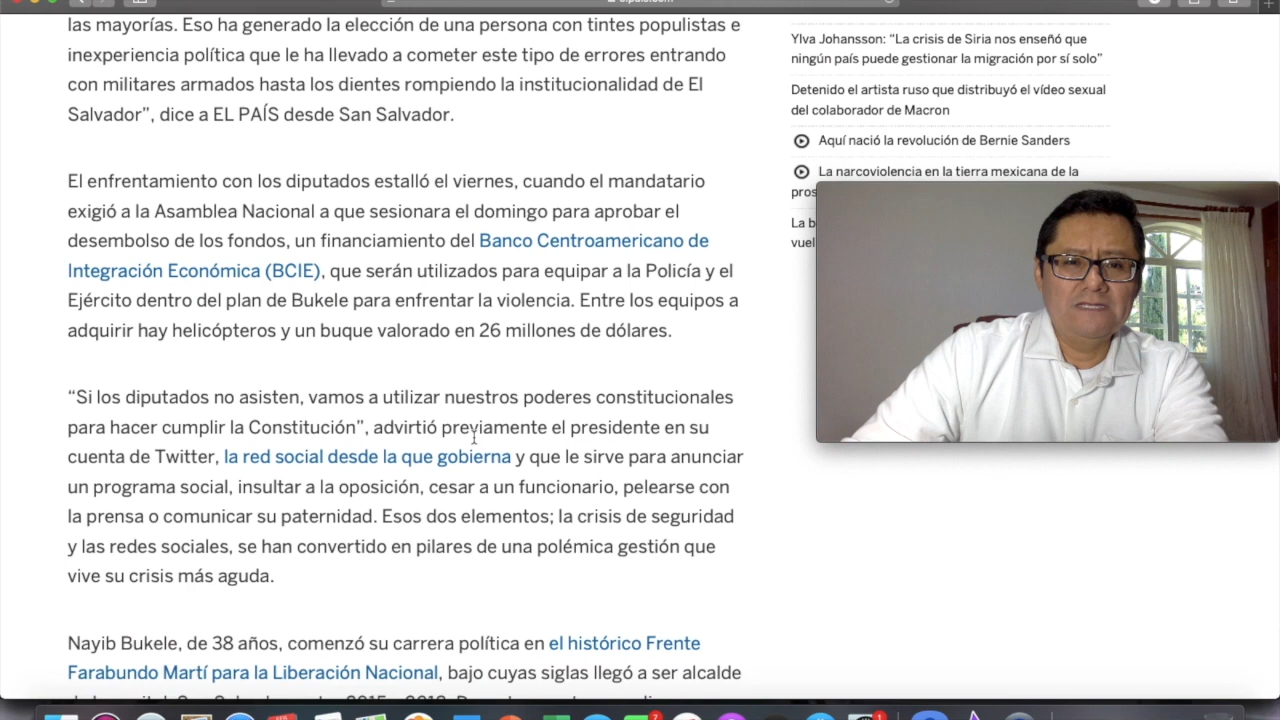 las mayorías. Eso ha generado la elección de una persona con tintes populistas e
inexperiencia política que le ha llevado a cometer este tipo de errores entrando
con militares armados hasta los dientes rompiendo la institucionalidad de El
Salvador”, dice a EL PAÍS desde San Salvador.
El enfrentamiento con los diputados estalló el viernes, cuando el mandatario
exigió a la Asamblea Nacional a que sesionara el domingo para aprobar el
desembolso de los fondos, un financiamiento del Banco Centroamericano de
Integración Económica (BCIE), que serán utilizados para equipar a la Policía y el
Ejército dentro del plan de Bukele para enfrentar la violencia. Entre los equipos a
adquirir hay helicópteros y un buque valorado en 26 millones de dólares.
“Si los diputados no asisten, vamos a utilizar nuestros poderes constitucionales
para hacer cumplir la Constitución”, advirtió previamente el presidente en su
cuenta de Twitter, la red social desde la que gobierna y que le sirve para anunciar
un programa social, insultar a la oposición, cesar a un funcionario, pelearse con
la prensa o comunicar su paternidad. Esos dos elementos; la crisis de seguridad
y las redes sociales, se han convertido en pilares de una polémica gestión que
vive su crisis más aguda.
Nayib Bukele, de 38 años, comenzó su carrera política en el histórico Frente
Farabundo Martí para la Liberación Nacional, bajo cuyas siglas llegó a ser alcalde
Ylva Johansson: “La crisis de Siria nos enseñó que
ningún país puede gestionar la migración por sí solo”
Detenido el artista ruso que distribuyó el vídeo sexual
del colaborador de Macron
Aquí nació la revolución de Bernie Sanders
La narcoviolencia en la tierra mexicana de la